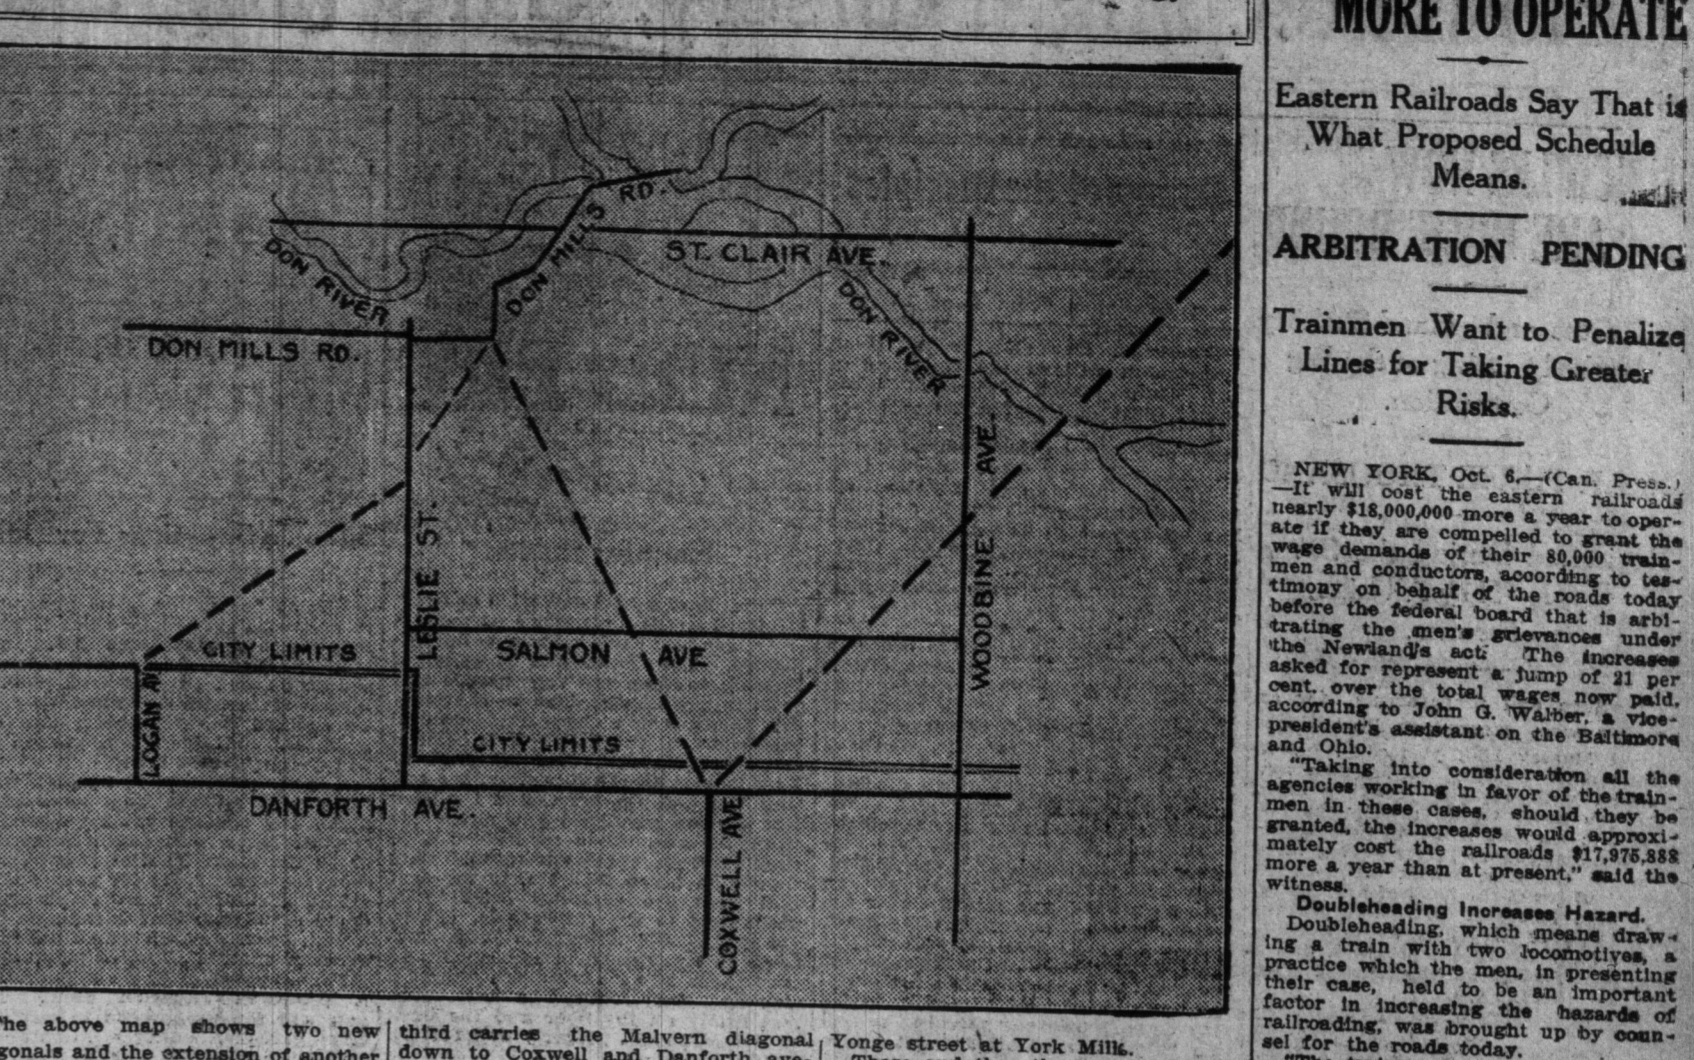 RD.
DON MILLS
ST. CLAIR AVE.
DON RIVER
DON RIVER
DON MILLS RD.
AVE.
LESLIE ST.
WOODBINE
CITY LIMITS
SALMON AVE
LOGAN AV
CITY LIMITS
DANFORTH AVE.
COXWELL AVE
The above map shows two new
gonals and the extension of another
third carries the Malvern diagonal
down to Coxwell and Danforth ave-
Yonge street at York Mills.
MORE TO OPERATE
Eastern Railroads Say That is
What Proposed Schedule
Means.
ARBITRATION PENDING
Trainmen Want to Penalize
Lines for Taking Greater
Risks.
NEW YORK, Oct. 6.—(Can. Press.)
—It will cost the eastern railroads
nearly $18,000,000 more a year to oper-
ate if they are compelled to grant the
wage demands of their 80,000 train-
men and conductors, according to tes-
timony on behalf of the roads today
before the federal board that is arbi-
trating the men's grievances under
the Newland's act. The increases
asked for represent a jump of 21 per
cent. over the total wages now paid,
according to John G. Walber, a vice-
president's assistant on the Baltimore
and Ohio.
"Taking into consideration all the
agencies working in favor of the train-
men in these cases, should they be
granted, the increases would approxi-
mately cost the railroads $17,975,888
more a year than at present," said the
witness.
Doubleheading Increases Hazard.
Doubleheading, which means draw-
ing a train with two locomotives, a
practice which the men, in presenting
their case, held to be an important
factor in increasing the hazards of
railroading, was brought up by coun-
sel for the roads today.